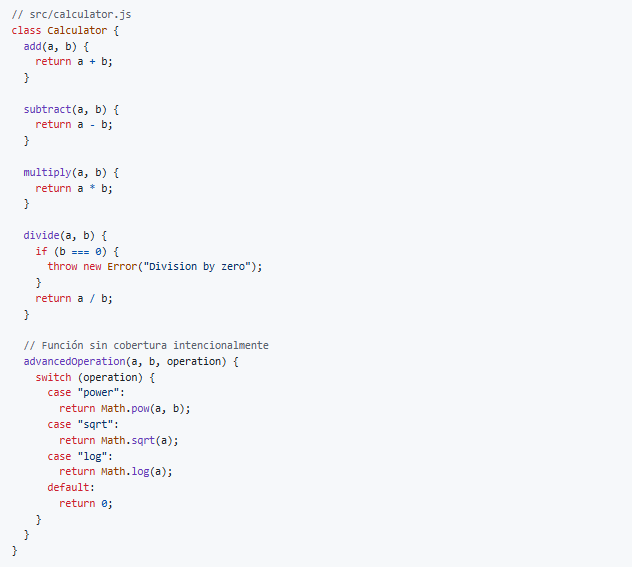 // src/calculator.js
class Calculator {
  add(a, b) {
    return a + b;
  }

  subtract(a, b) {
    return a - b;
  }

  multiply(a, b) {
    return a * b;
  }

  divide(a, b) {
    if (b === 0) {
      throw new Error("Division by zero");
    }
    return a / b;
  }

  // Función sin cobertura intencionalmente
  advancedOperation(a, b, operation) {
    switch (operation) {
      case "power":
        return Math.pow(a, b);
      case "sqrt":
        return Math.sqrt(a);
      case "log":
        return Math.log(a);
      default:
        return 0;
    }
  }
}